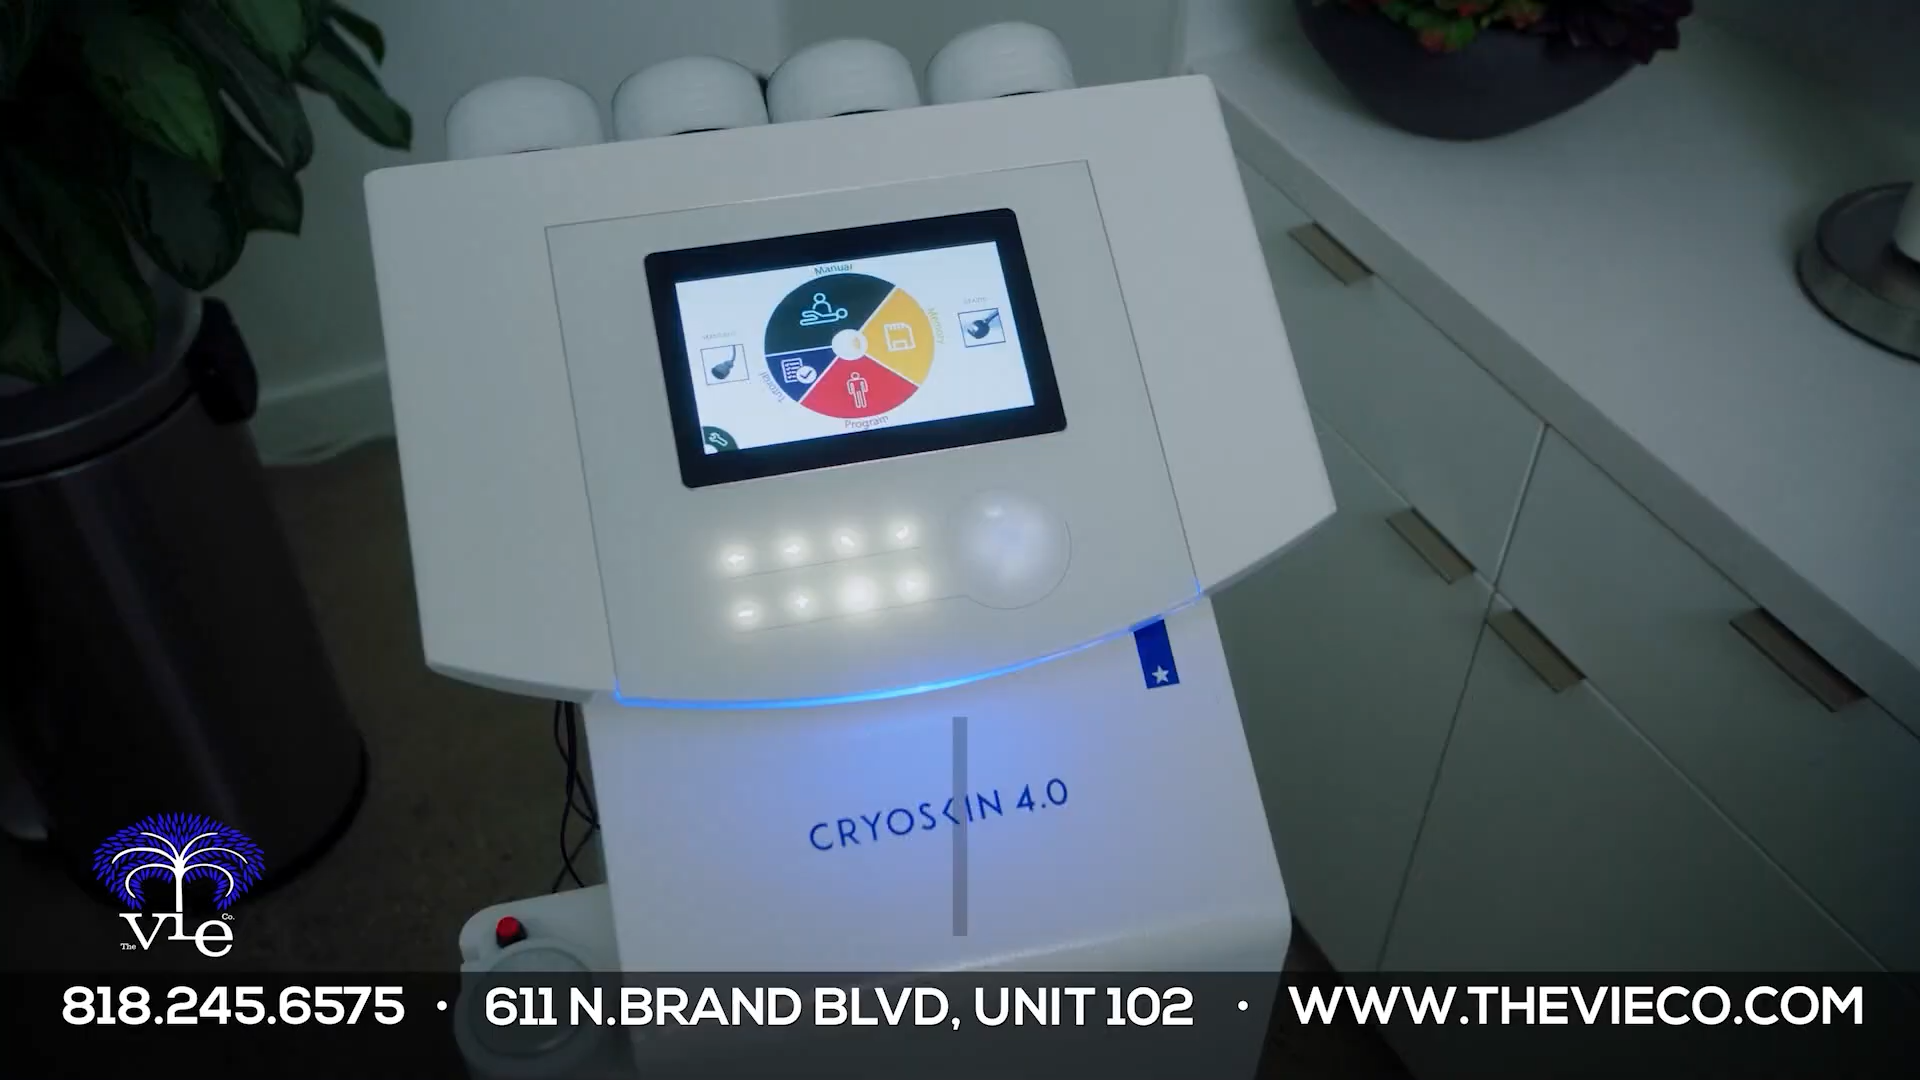 Manual
Memory
Tutorial
Program
CRYOSKIN 4.0
The Vie Co.
818.245.6575 • 611 N.BRAND BLVD, UNIT 102 • WWW.THEVIECO.COM